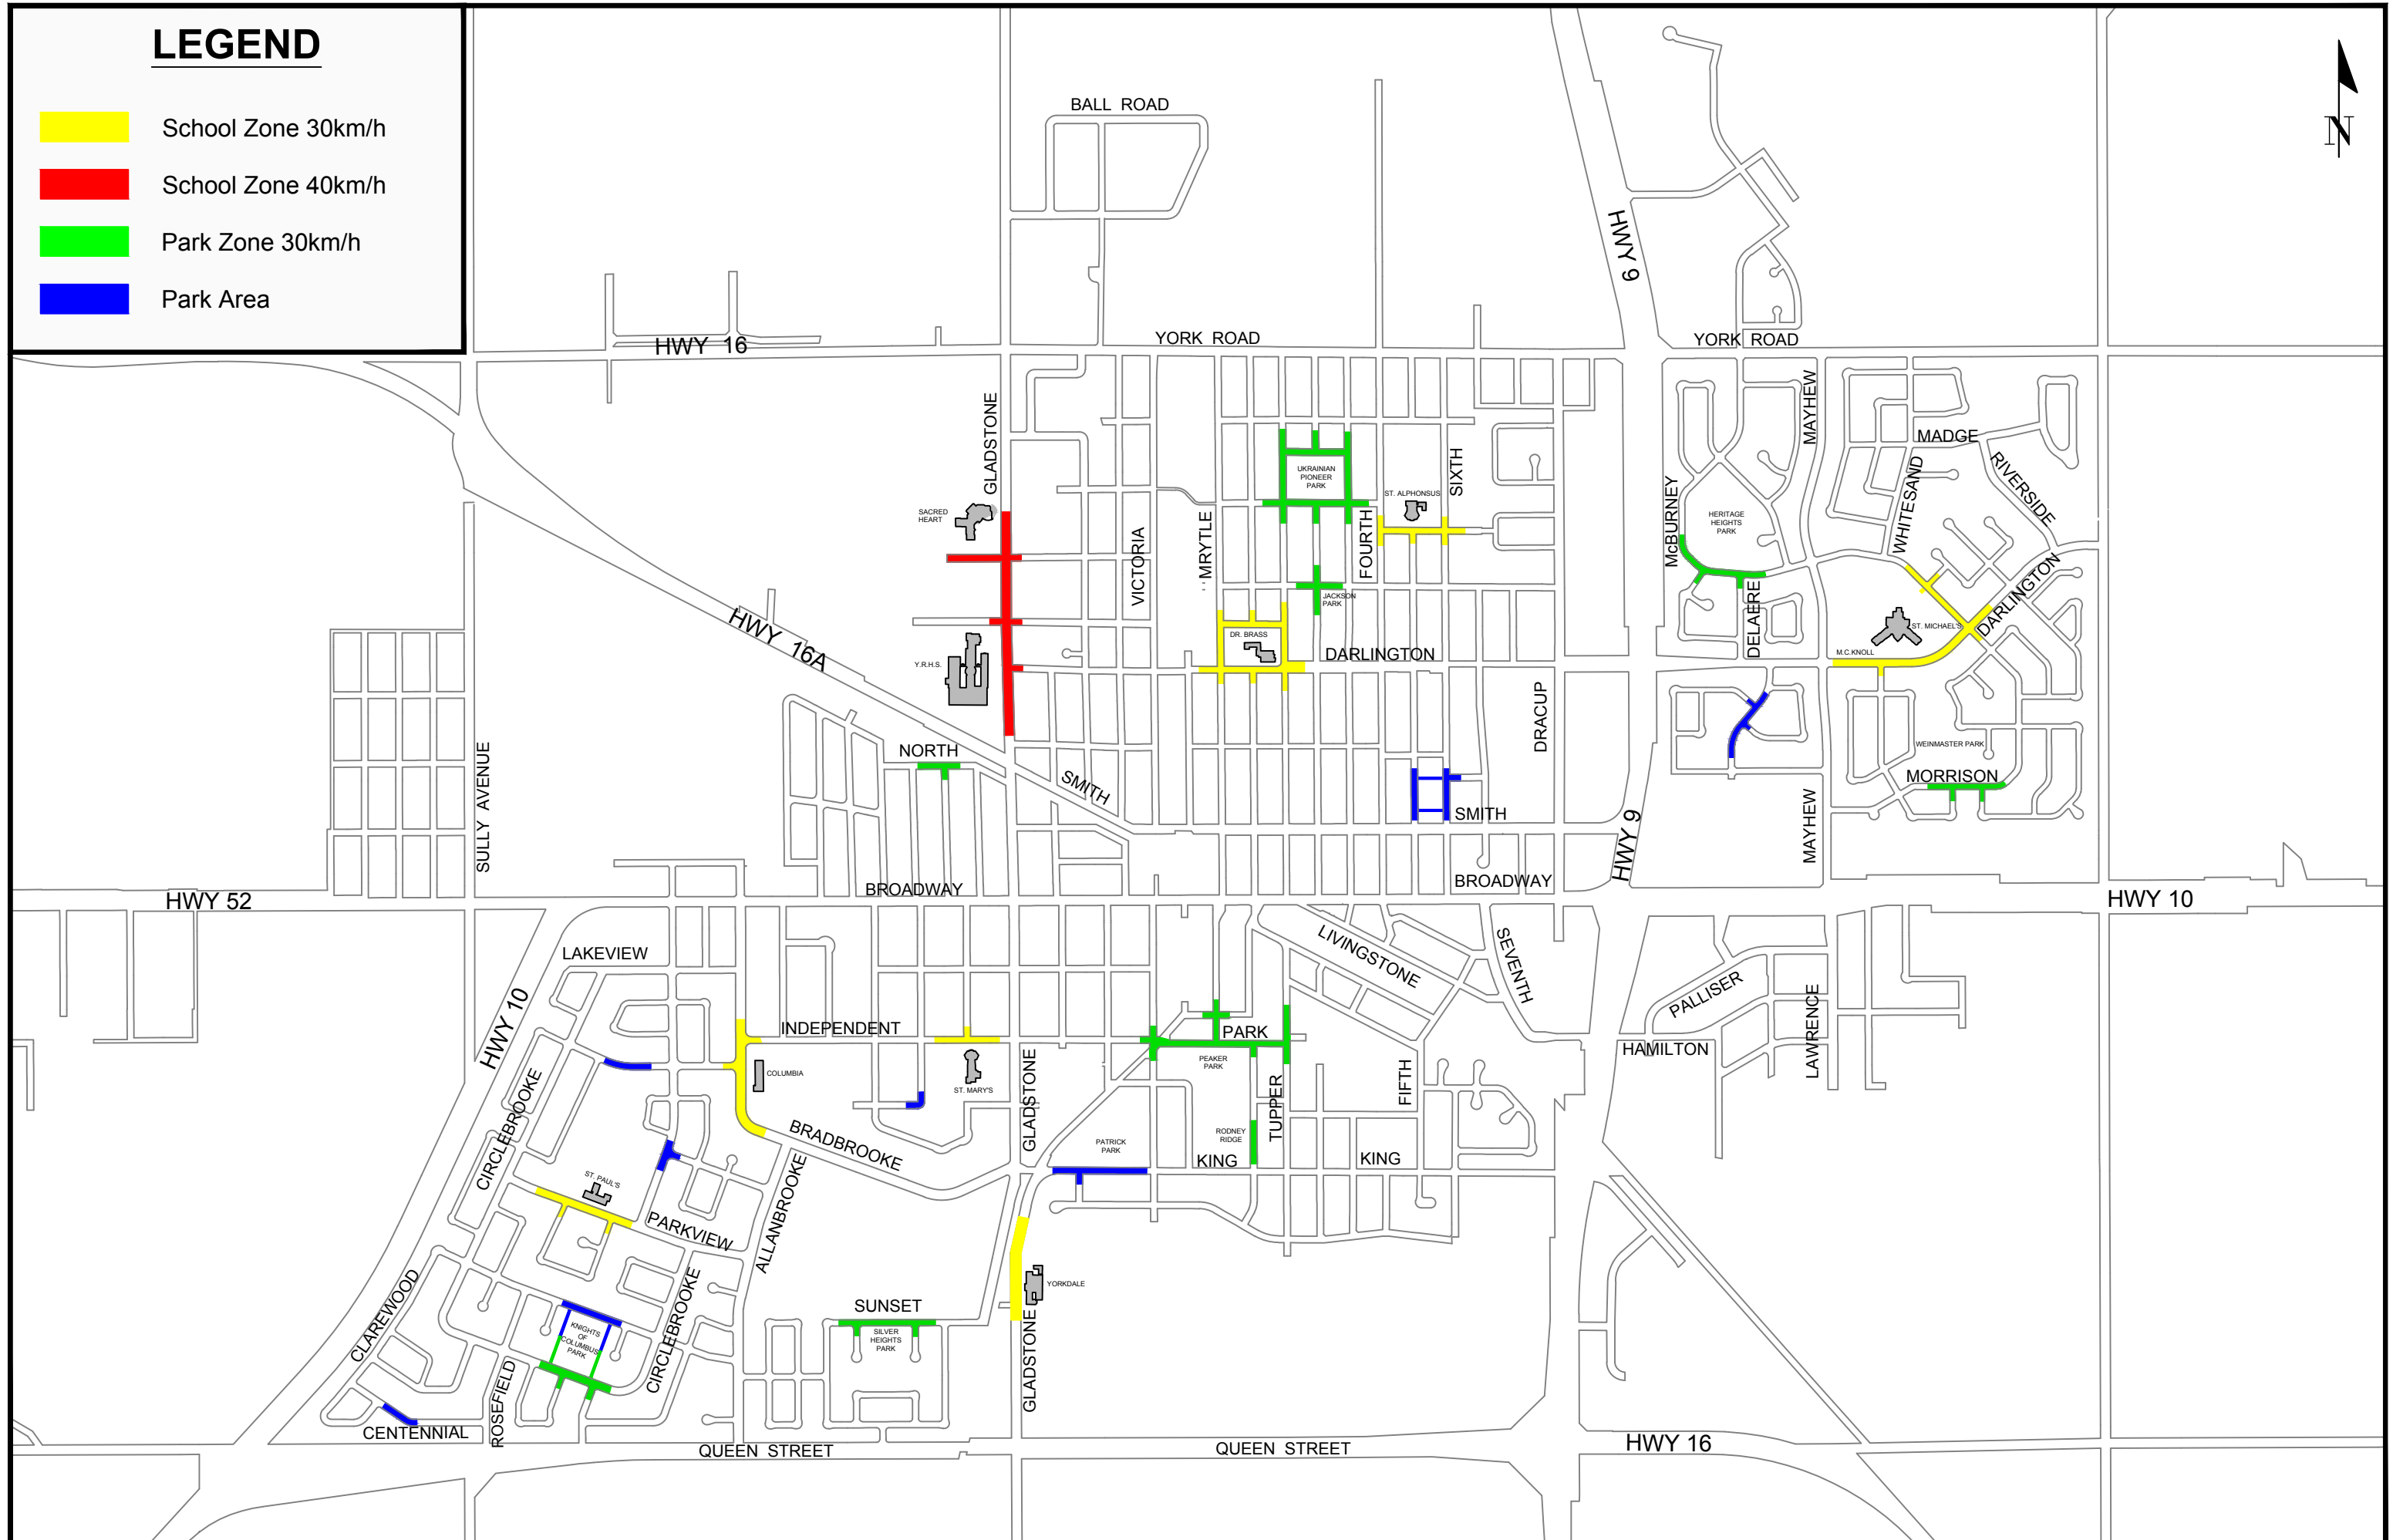 LEGEND
School Zone 30km/h
School Zone 40km/h
Park Zone 30km/h
Park Area
N
BALL ROAD
HWY 9
HWY 16
YORK ROAD
YORK ROAD
GLADSTONE
MAYHEW
MADGE
RIVERSIDE
WHITESAND
SIXTH
UKRAINIAN
PIONEER
PARK
ST. ALPHONSUS
McBURNEY
HERITAGE
HEIGHTS
PARK
SACRED
HEART
VICTORIA
MRYTLE
FOURTH
JACKSON
PARK
DELAERE
DARLINGTON
ST. MICHAEL'S
M.C.KNOLL
HWY 16A
Y.R.H.S.
DR. BRASS
DARLINGTON
DRACUP
WEINMASTER PARK
MORRISON
NORTH
SMITH
SMITH
SULLY AVENUE
MAYHEW
HWY 9
BROADWAY
BROADWAY
HWY 52
HWY 10
LAKEVIEW
LIVINGSTONE
SEVENTH
PALLISER
LAWRENCE
HAMILTON
HWY 10
INDEPENDENT
PARK
PEAKER
PARK
COLUMBIA
ST. MARY'S
GLADSTONE
TUPPER
FIFTH
CIRCLEBROOKE
BRADBROOKE
PATRICK
PARK
RODNEY
RIDGE
KING
KING
ST. PAUL'S
PARKVIEW
ALLANBROOKE
YORKDALE
SUNSET
SILVER
HEIGHTS
PARK
CLAREWOOD
KNIGHTS
OF
COLUMBUS
PARK
CIRCLEBROOKE
GLADSTONE
ROSEFIELD
CENTENNIAL
QUEEN STREET
QUEEN STREET
HWY 16